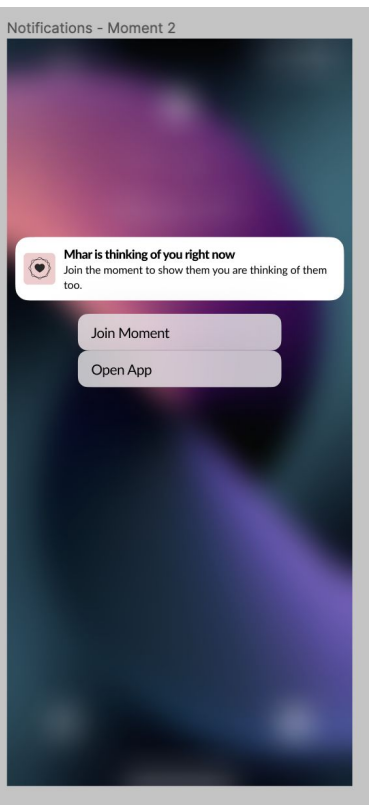 Notifications - Moment 2
Mhar is thinking of you right now
Join the moment to show them you are thinking of them
too.
Join Moment
Open App